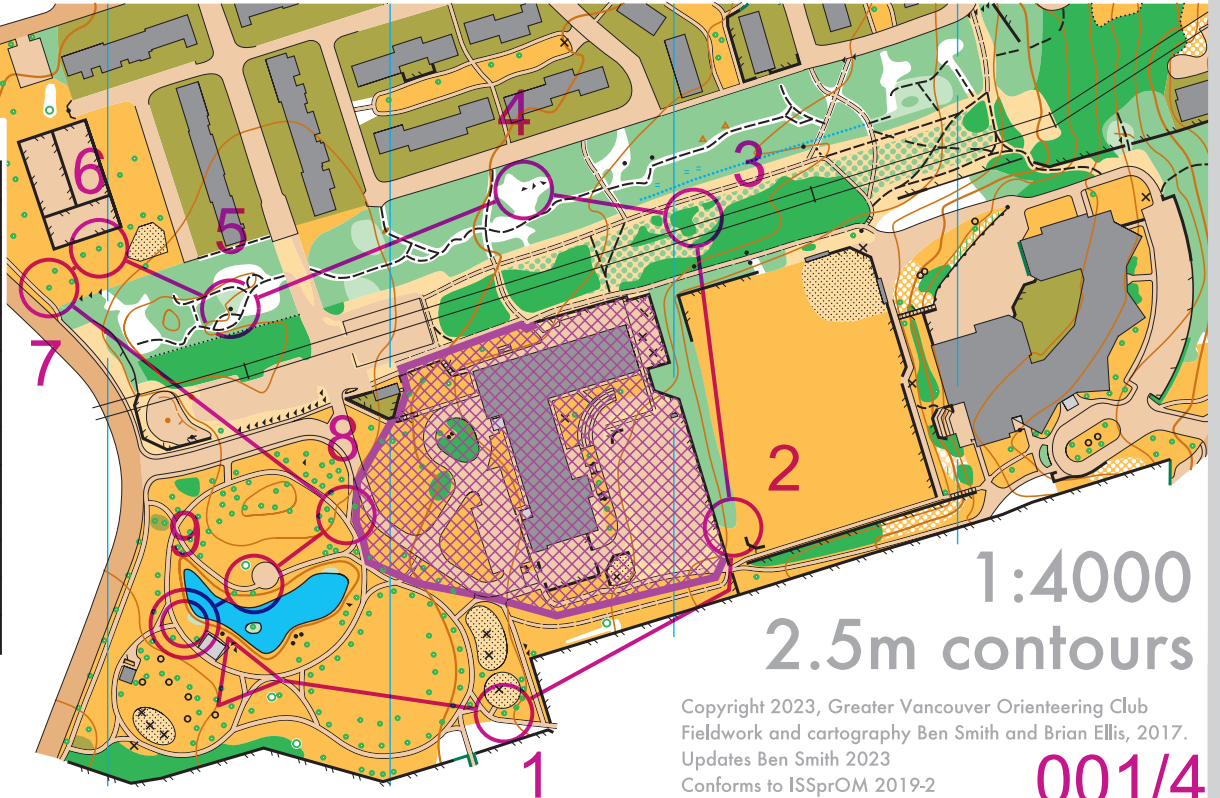 4
3
6
5
7
8
2
9
1:4000
2.5m contours
Copyright 2023, Greater Vancouver Orienteering Club
Fieldwork and cartography Ben Smith and Brian Ellis, 2017.
Updates Ben Smith 2023
Conforms to ISSprOM 2019-2
1
001/4